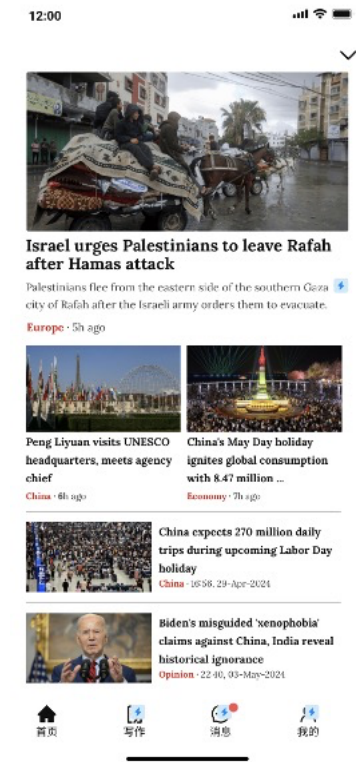 12:00
Israel urges Palestinians to leave Rafah
after Hamas attack
Palestinians flee from the eastern side of the southern Gaza
city of Rafah after the Israeli army orders them to evacuate.
Europe · 5h ago
Peng Liyuan visits UNESCO
headquarters, meets agency
chief
China · 6h ago
China's May Day holiday
ignites global consumption
with 8.47 million ...
Economy · 7h ago
China expects 270 million daily
trips during upcoming Labor Day
holiday
China · 16:56, 29-Apr-2024
Biden's misguided 'xenophobia'
claims against China, India reveal
historical ignorance
Opinion · 22:40, 03-May-2024
首页
写作
消息
我的